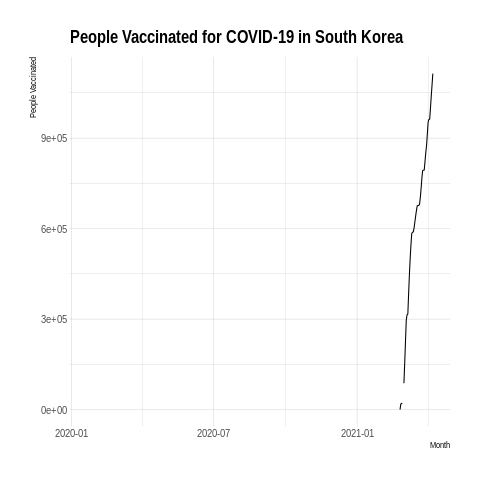 People Vaccinated for COVID-19 in South Korea
People Vaccinated
9e+05
6e+05
3e+05
0e+00
2020-01 2020-07 2021-01
Month